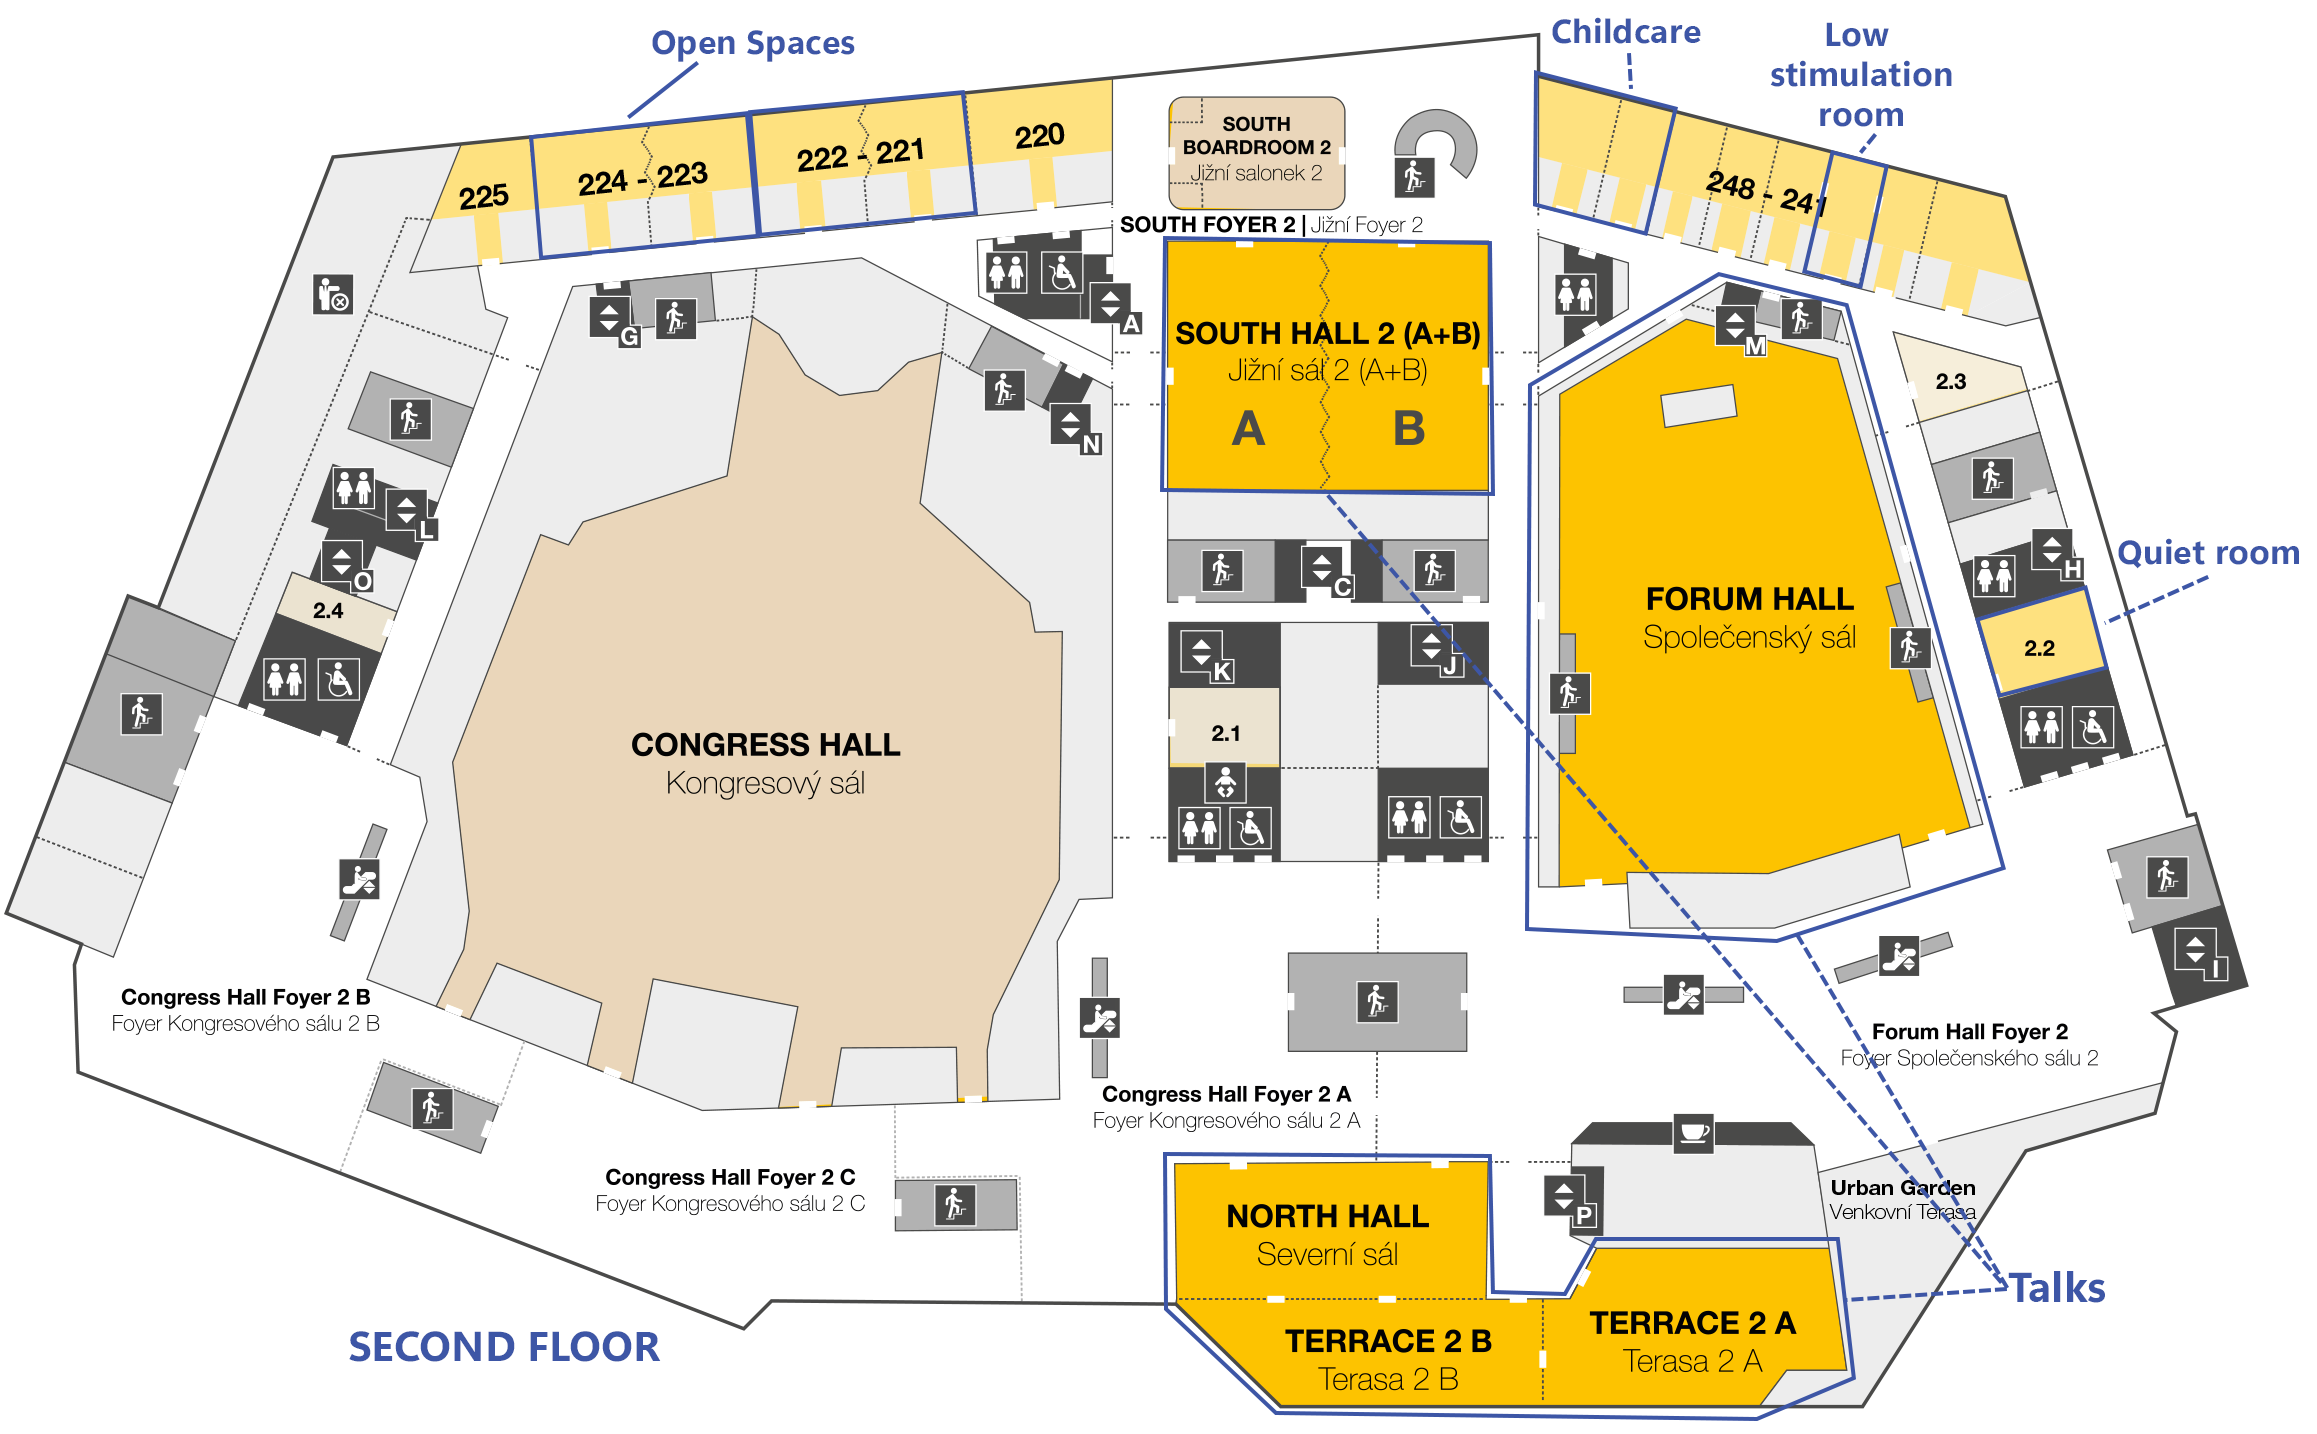 Open Spaces
Childcare
Low
stimulation
room
225
224 - 223
222 - 221
220
SOUTH
BOARDROOM 2
Jižní salonek 2
248 - 241
SOUTH FOYER 2 | Jižní Foyer 2
G
A
N
SOUTH HALL 2 (A+B)
Jižní sál 2 (A+B)
A
B
M
2.3
L
O
2.4
C
H
Quiet room
2.2
FORUM HALL
Společenský sál
K
J
2.1
CONGRESS HALL
Kongresový sál
I
Congress Hall Foyer 2 B
Foyer Kongresového sálu 2 B
Forum Hall Foyer 2
Foyer Společenského sálu 2
Congress Hall Foyer 2 A
Foyer Kongresového sálu 2 A
Congress Hall Foyer 2 C
Foyer Kongresového sálu 2 C
Urban Garden
Venkovní Terasa
P
NORTH HALL
Severní sál
Talks
TERRACE 2 B
Terasa 2 B
TERRACE 2 A
Terasa 2 A
SECOND FLOOR